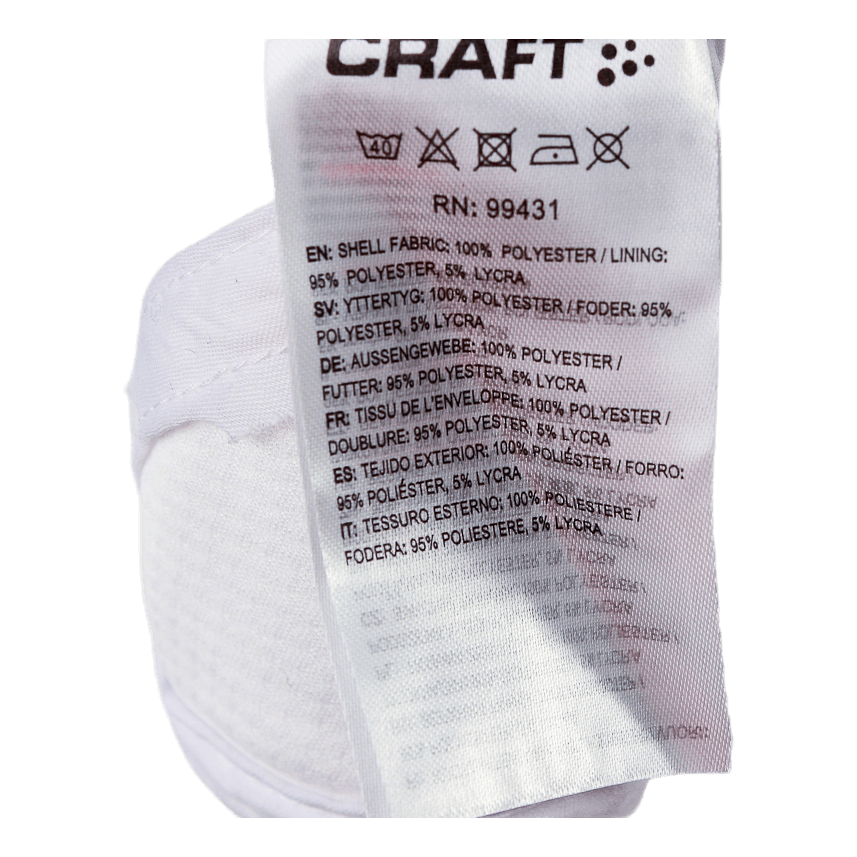 CRAFT
40
RN: 99431
EN: SHELL FABRIC: 100% POLYESTER / LINING:
95% POLYESTER, 5% LYCRA
SV: YTTERTYG: 100% POLYESTER / FODER: 95%
POLYESTER, 5% LYCRA
DE: AUSSENGEWEBE: 100% POLYESTER /
FUTTER: 95% POLYESTER, 5% LYCRA
FR: TISSU DE L'ENVELOPPE: 100% POLYESTER /
DOUBLURE: 95% POLYESTER, 5% LYCRA
ES: TEJIDO EXTERIOR: 100% POLIÉSTER / FORRO:
95% POLIÉSTER, 5% LYCRA
IT: TESSURO ESTERNO: 100% POLIESTERE /
FODERA: 95% POLIESTERE, 5% LYCRA